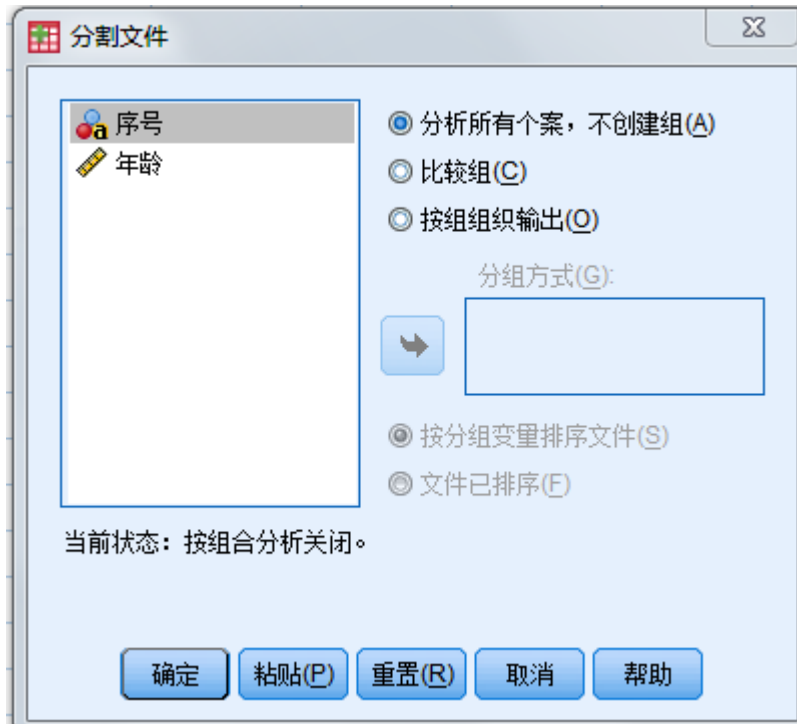 分割文件
序号
年龄
分析所有个案，不创建组(A)
比较组(C)
按组组织输出(O)
分组方式(G):
按分组变量排序文件(S)
文件已排序(F)
当前状态：按组合分析关闭。
确定 粘贴(P) 重置(R) 取消 帮助